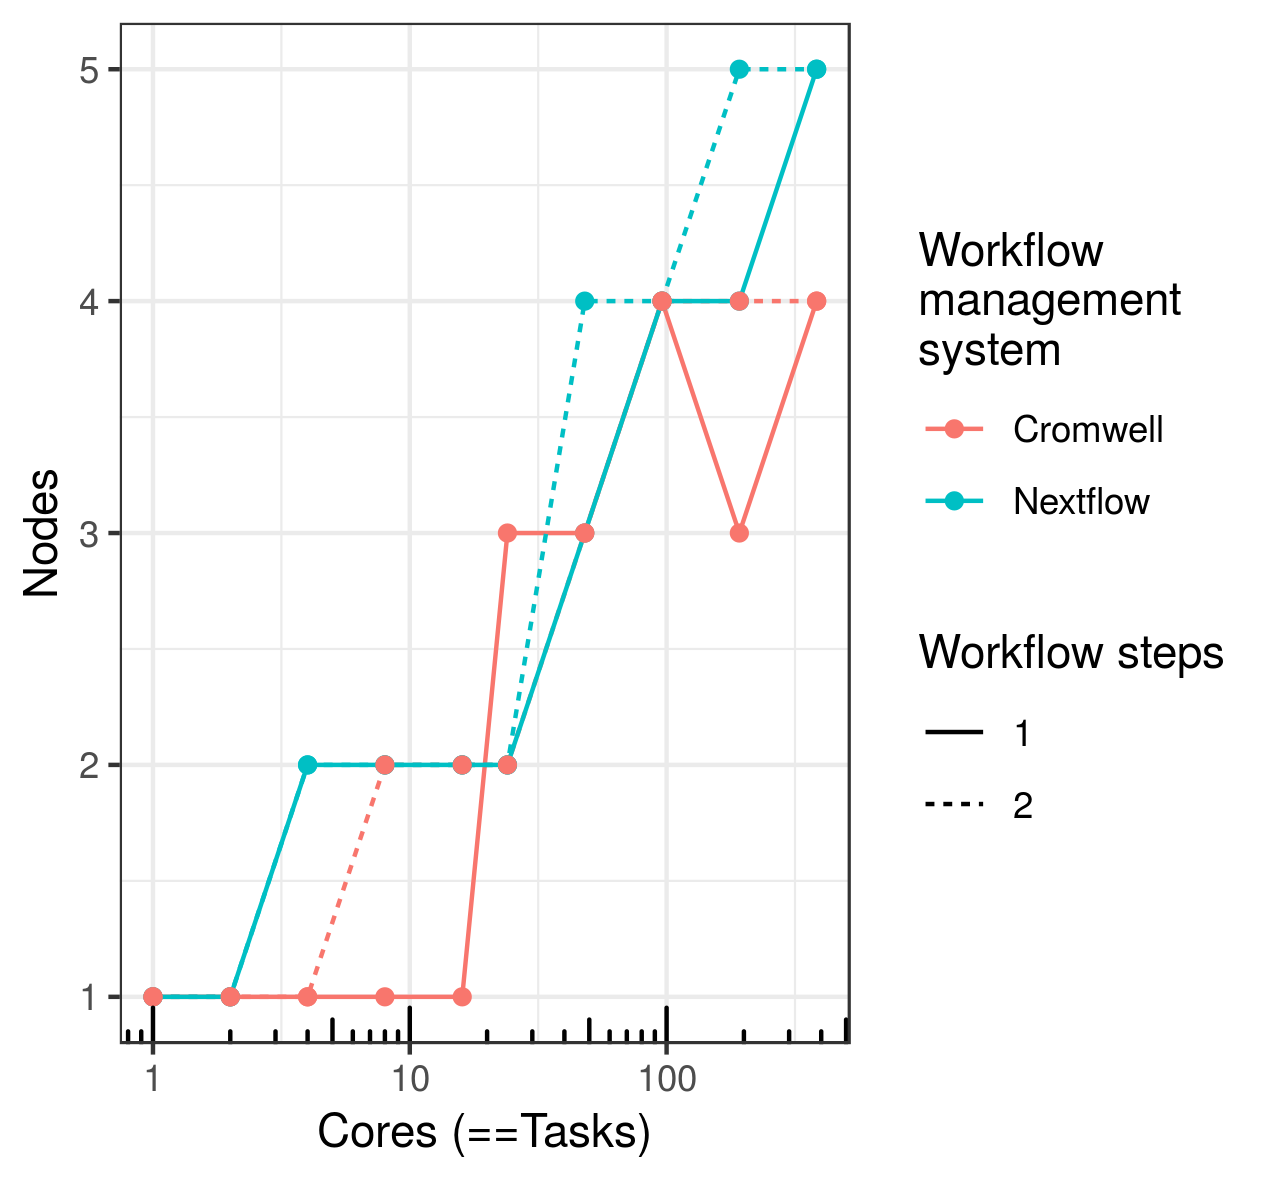 5
4
3
2
1
Nodes
1 10 100
Cores (==Tasks)
Workflow
management
system
Cromwell
Nextflow
Workflow steps
1
2